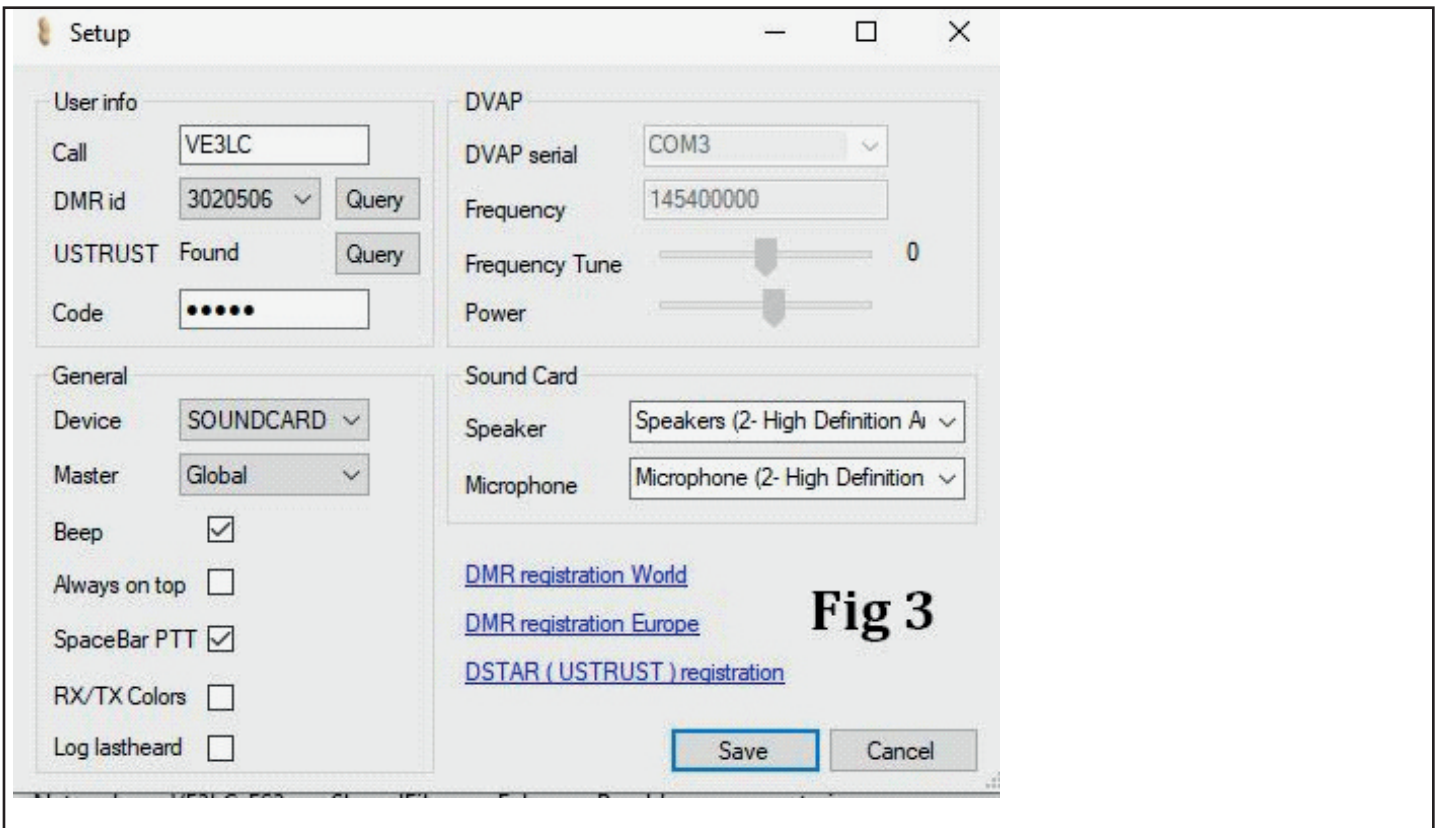 Setup
User info
Call VE3LC
DMR id 3020506 Query
USTRUST Found Query
Code •••••
DVAP
DVAP serial COM3
Frequency 145400000
Frequency Tune 0
Power
General
Device SOUNDCARD
Master Global
Beep
Always on top
SpaceBar PTT
RX/TX Colors
Log lastheard
Sound Card
Speaker Speakers (2- High Definition Au
Microphone Microphone (2- High Definition
DMR registration World
DMR registration Europe
DSTAR ( USTRUST ) registration
Fig 3
Save Cancel